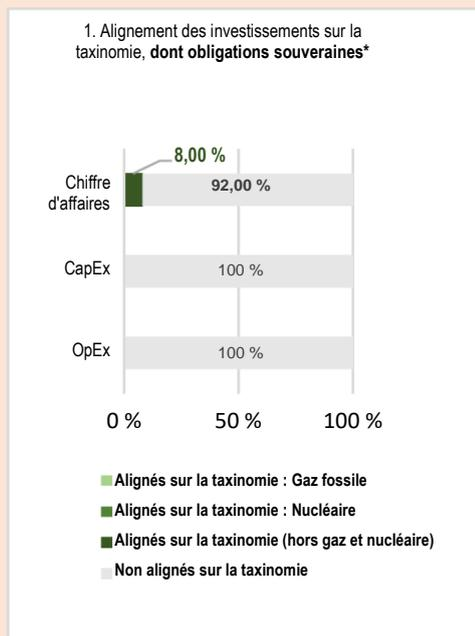 1. Alignement des investissements sur la
taxinomie, dont obligations souveraines*
8,00 %
Chiffre
d'affaires
92,00 %
CapEx
100 %
OpEx
100 %
0 %
50 %
100 %
Alignés sur la taxinomie : Gaz fossile
Alignés sur la taxinomie : Nucléaire
Alignés sur la taxinomie (hors gaz et nucléaire)
Non alignés sur la taxinomie